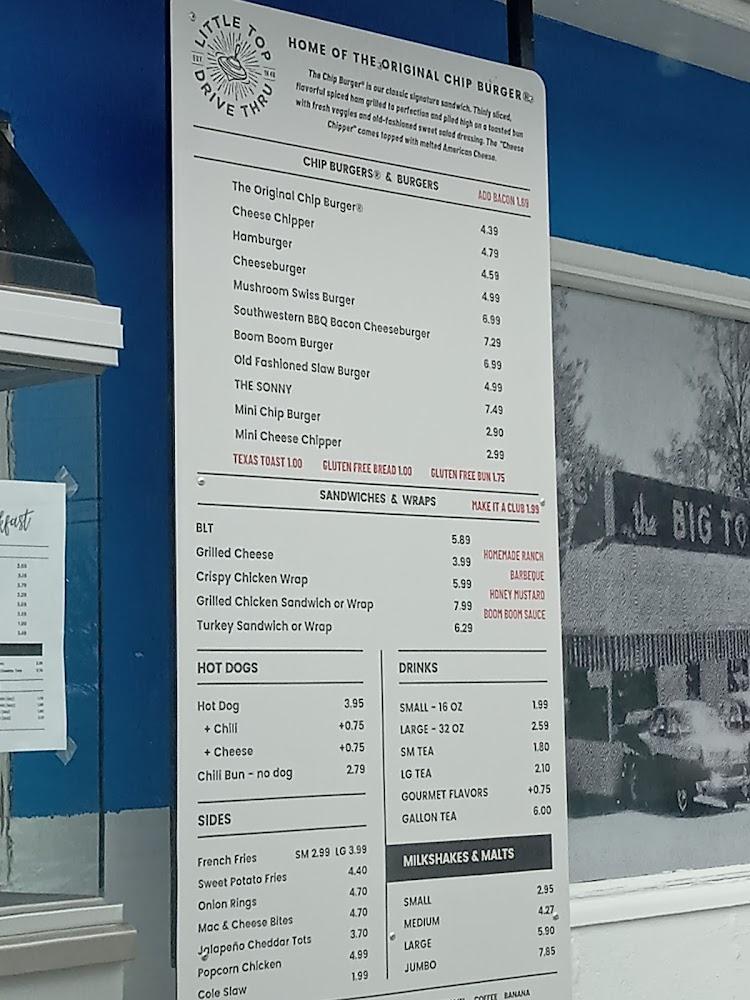 LITTLE TOP
EST
DRIVE THRU
HOME OF THE ORIGINAL CHIP BURGER®
The Chip Burger® is our classic signature sandwich. Thinly sliced,
flavorful spiced ham grilled to perfection and piled high on a toasted bun
with fresh veggies and old-fashioned sweet salad dressing. The "Cheese
Chipper" comes topped with melted American Cheese.
CHIP BURGERS® & BURGERS ADD BACON 1.69
The Original Chip Burger® 4.39
Cheese Chipper 4.79
Hamburger 4.59
Cheeseburger 4.99
Mushroom Swiss Burger 6.99
Southwestern BBQ Bacon Cheeseburger 7.29
Boom Boom Burger 6.99
Old Fashioned Slaw Burger 4.99
THE SONNY 7.49
Mini Chip Burger 2.90
Mini Cheese Chipper 2.99
TEXAS TOAST 1.00 GLUTEN FREE BREAD 1.00 GLUTEN FREE BUN 1.75
SANDWICHES & WRAPS MAKE IT A CLUB 1.99
BLT 5.89
Grilled Cheese 3.99
Crispy Chicken Wrap 5.99
Grilled Chicken Sandwich or Wrap 7.99
Turkey Sandwich or Wrap 6.29
HOMEMADE RANCH
BARBEQUE
HONEY MUSTARD
BOOM BOOM SAUCE
HOT DOGS
Hot Dog 3.95
+ Chili +0.75
+ Cheese +0.75
Chili Bun - no dog 2.79
SIDES
French Fries SM 2.99 LG 3.99
Sweet Potato Fries 4.40
Onion Rings 4.70
Mac & Cheese Bites 4.70
Jalapeño Cheddar Tots 3.70
Popcorn Chicken 4.99
Cole Slaw 1.99
DRINKS
SMALL - 16 OZ 1.99
LARGE - 32 OZ 2.59
SM TEA 1.80
LG TEA 2.10
GOURMET FLAVORS +0.75
GALLON TEA 6.00
MILKSHAKES & MALTS
SMALL 2.95
MEDIUM 4.27
LARGE 5.90
JUMBO 7.85
COFFEE BANANA
the BIG TO